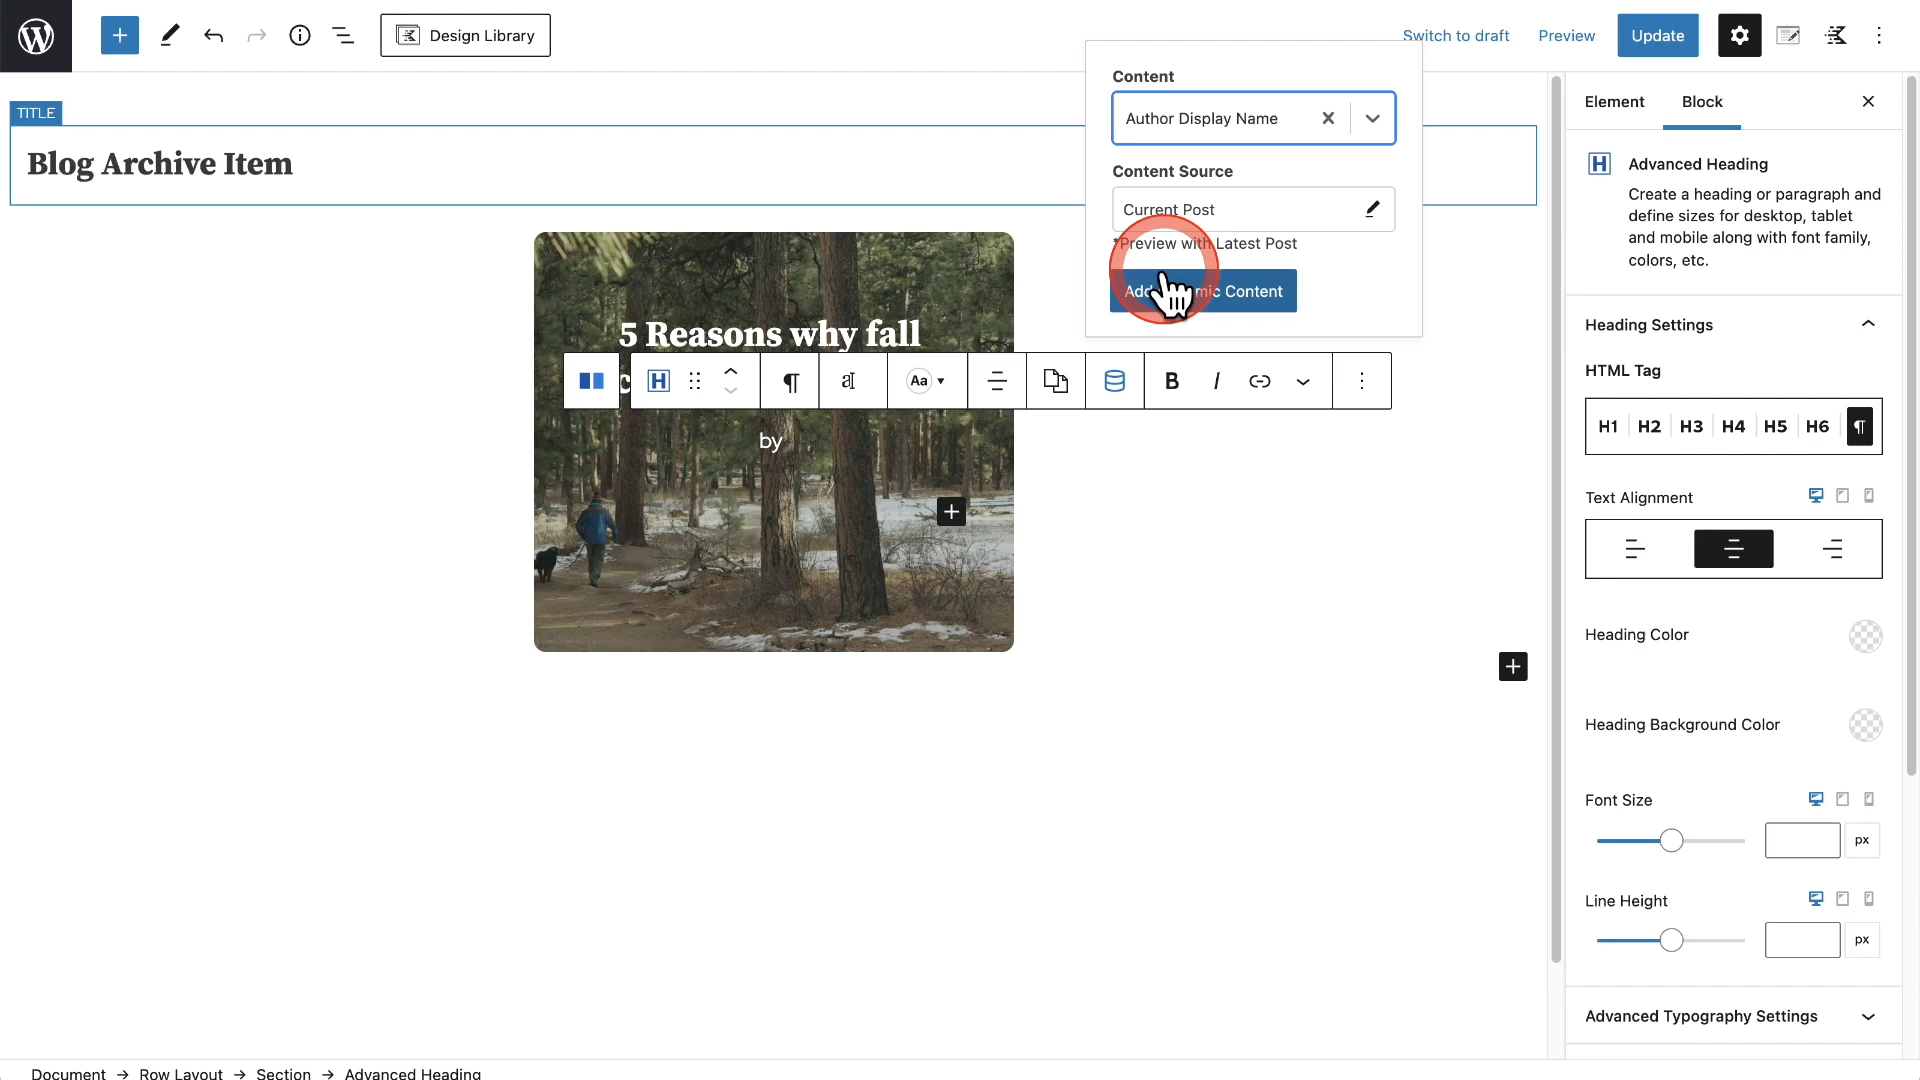 Design Library
Switch to draft
Preview
Update
Content
Author Display Name
Content Source
Current Post
*Preview with Latest Post
Content
TITLE
Blog Archive Item
5 Reasons why fall
Aa
B I
by
Element
Block
H
Advanced Heading
Create a heading or paragraph and
define sizes for desktop, tablet
and mobile along with font family,
colors, etc.
Heading Settings
HTML Tag
H1 H2 H3 H4 H5 H6 ¶
Text Alignment
Heading Color
Heading Background Color
Font Size
px
Line Height
px
Advanced Typography Settings
Document → Row Layout → Section → Advanced Heading